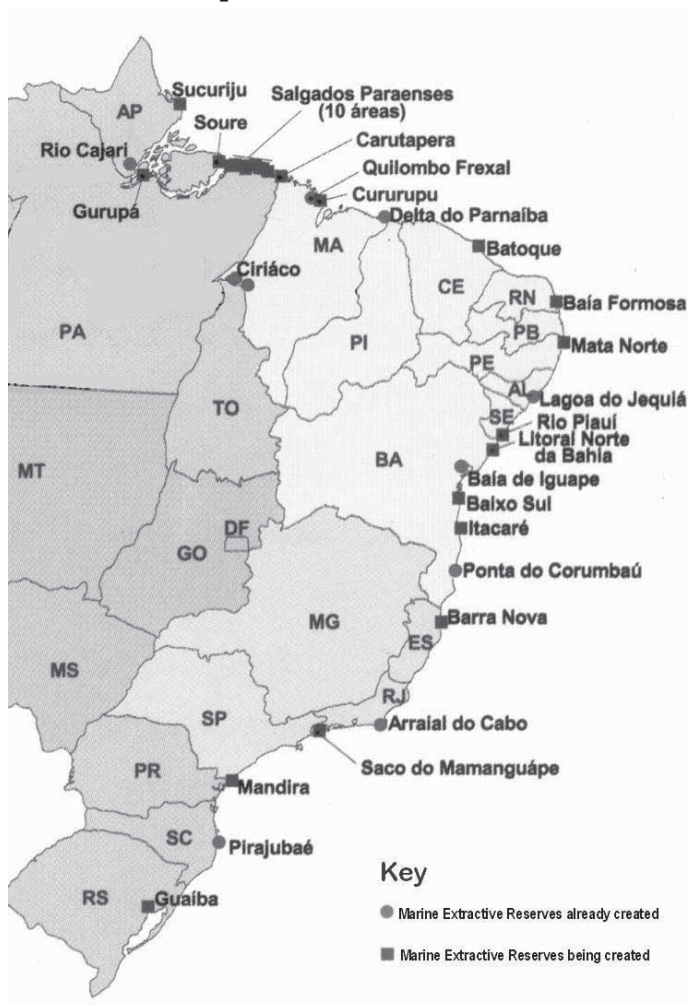 Sucuriju
AP
Salgados Paraenses
(10 áreas)
Soure
Carutapera
Rio Cajari
Quilombo Frexal
Cururupu
Gurupá
Delta do Parnaíba
MA
Batoque
Ciriáco
CE
RN
Baía Formosa
PA
PB
PI
Mata Norte
PE
AL
Lagoa do Jequiá
TO
SE
Rio Piauí
Litoral Norte
da Bahia
BA
MT
Baía de Iguape
Baixo Sul
DF
Itacaré
GO
Ponta do Corumbaú
MG
Barra Nova
ES
MS
RJ
SP
Arraial do Cabo
Saco do Mamanguápe
PR
Mandira
SC
Pirajubaé
Key
RS
Guaíba
Marine Extractive Reserves already created
Marine Extractive Reserves being created